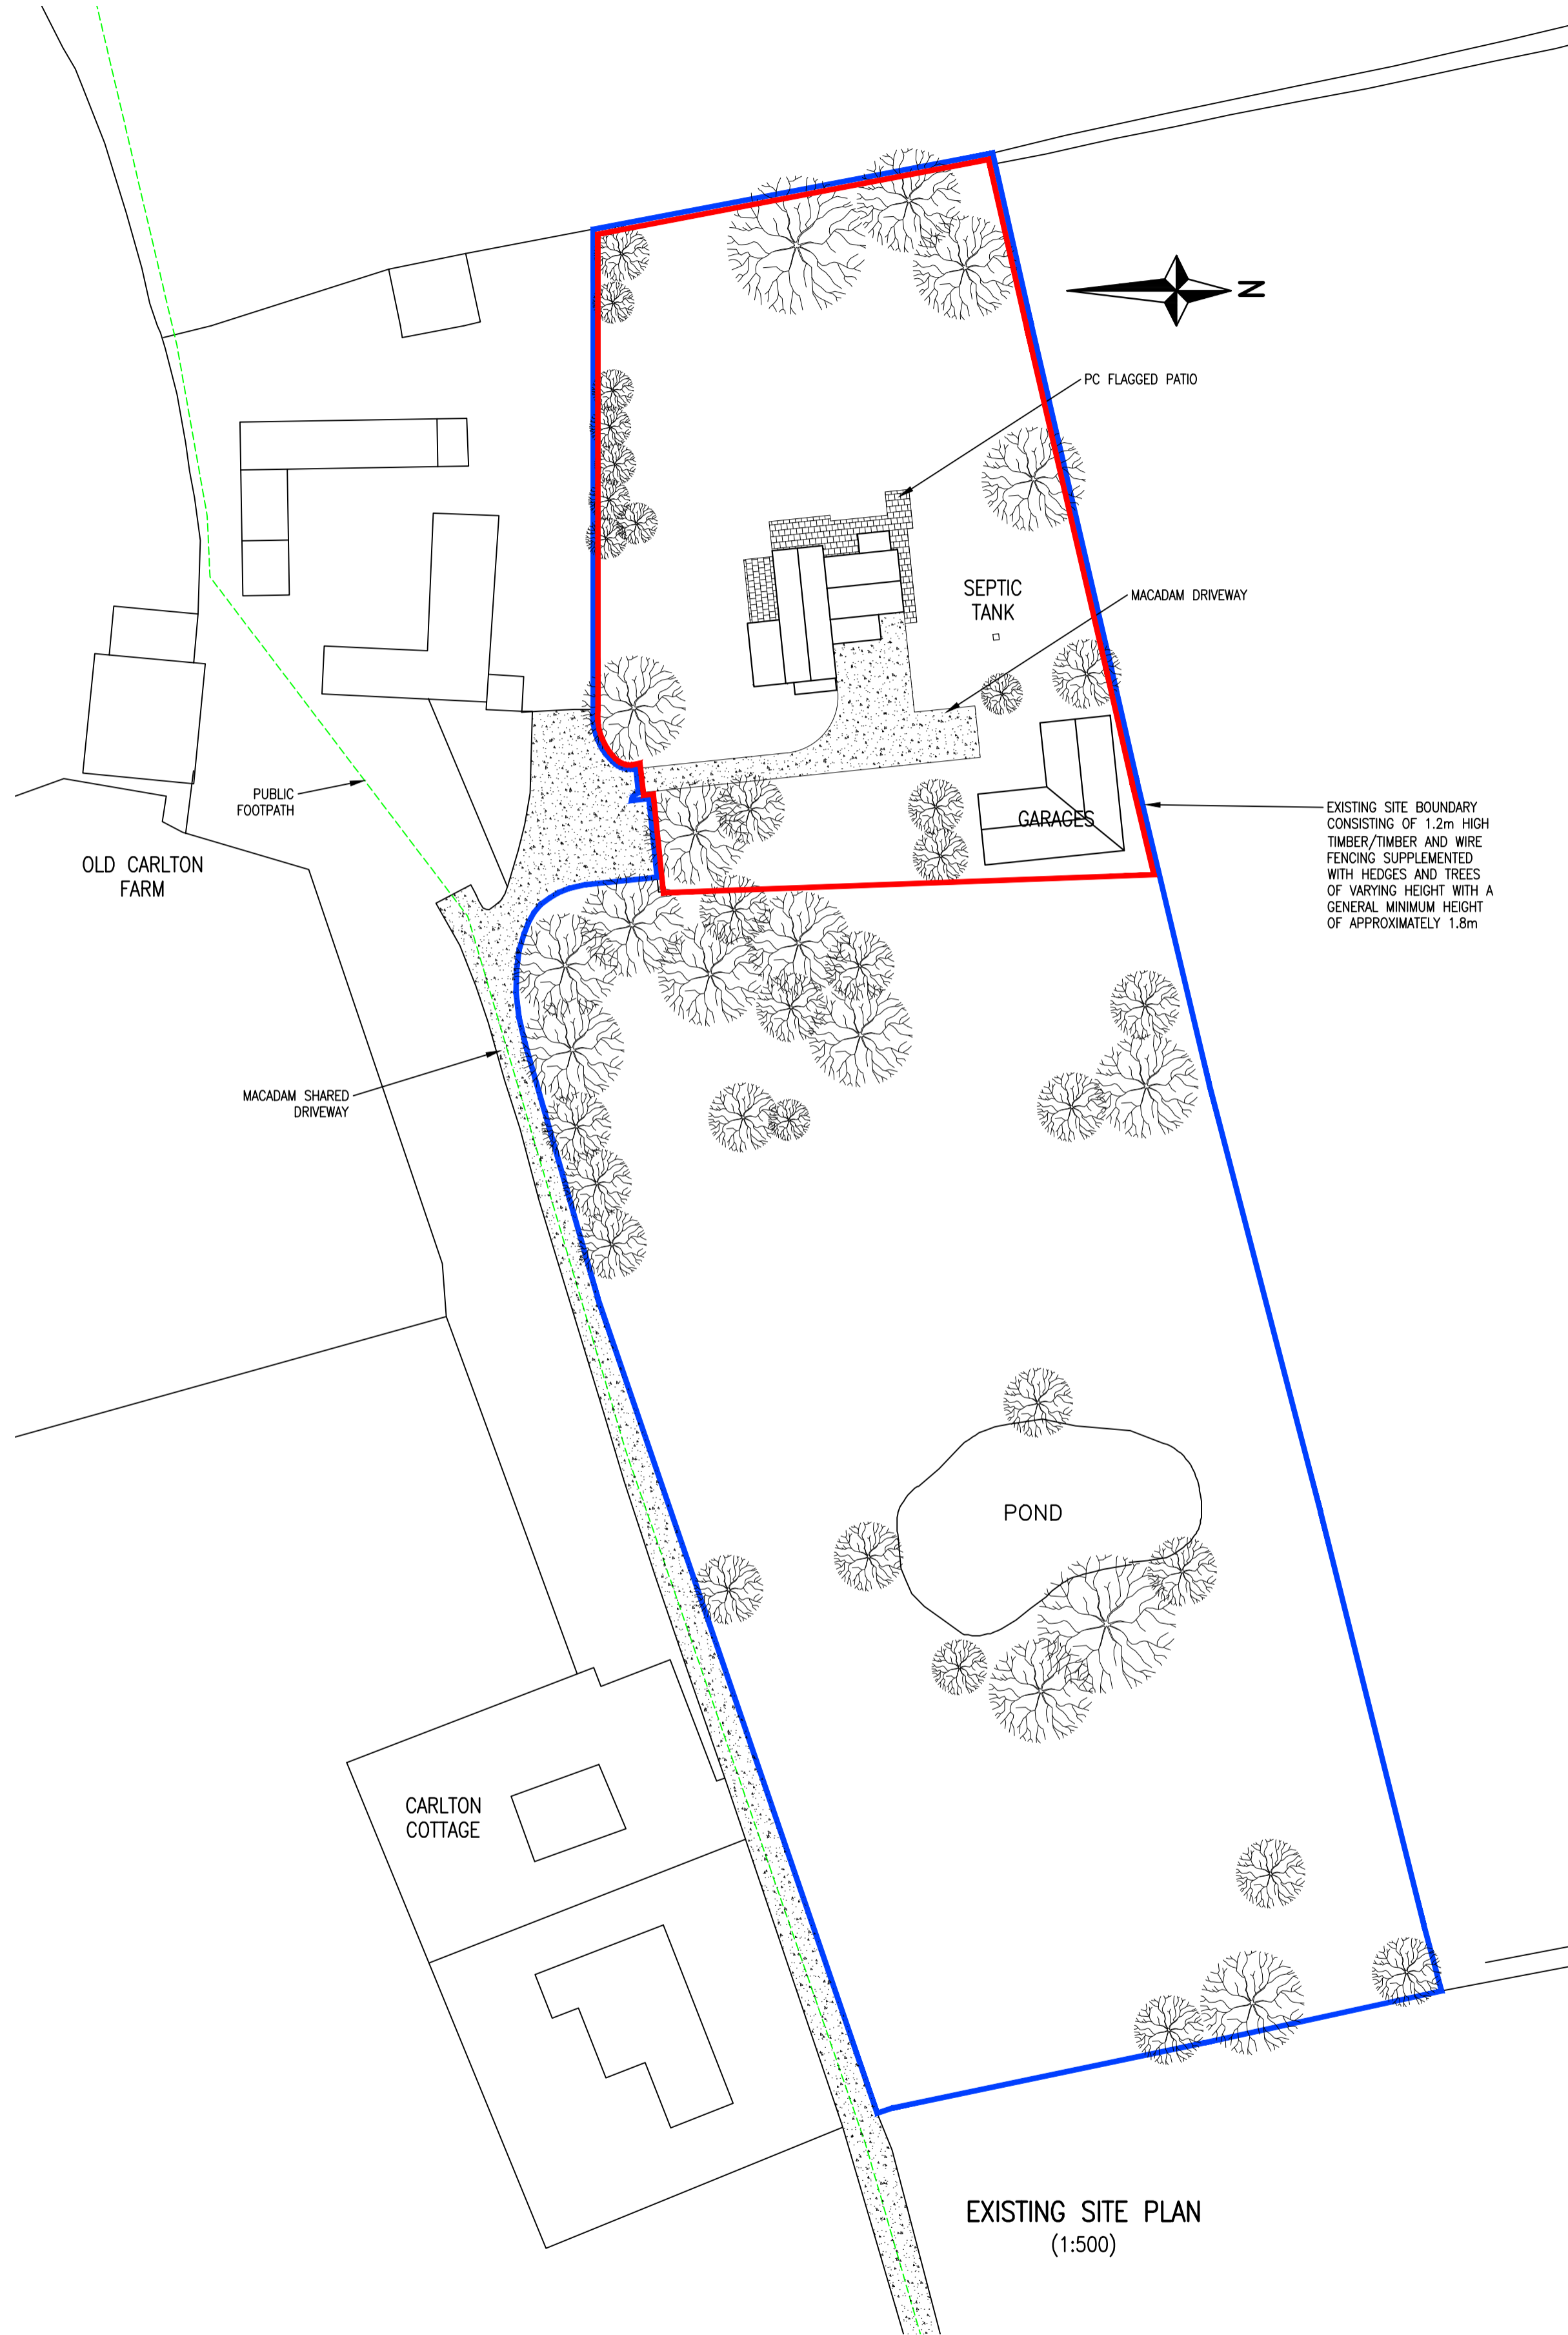 N
PC FLAGGED PATIO
SEPTIC
TANK
MACADAM DRIVEWAY
PUBLIC
FOOTPATH
GARAGES
EXISTING SITE BOUNDARY
CONSISTING OF 1.2m HIGH
TIMBER/TIMBER AND WIRE
FENCING SUPPLEMENTED
WITH HEDGES AND TREES
OF VARYING HEIGHT WITH A
GENERAL MINIMUM HEIGHT
OF APPROXIMATELY 1.8m
OLD CARLTON
FARM
MACADAM SHARED
DRIVEWAY
POND
CARLTON
COTTAGE
EXISTING SITE PLAN
(1:500)